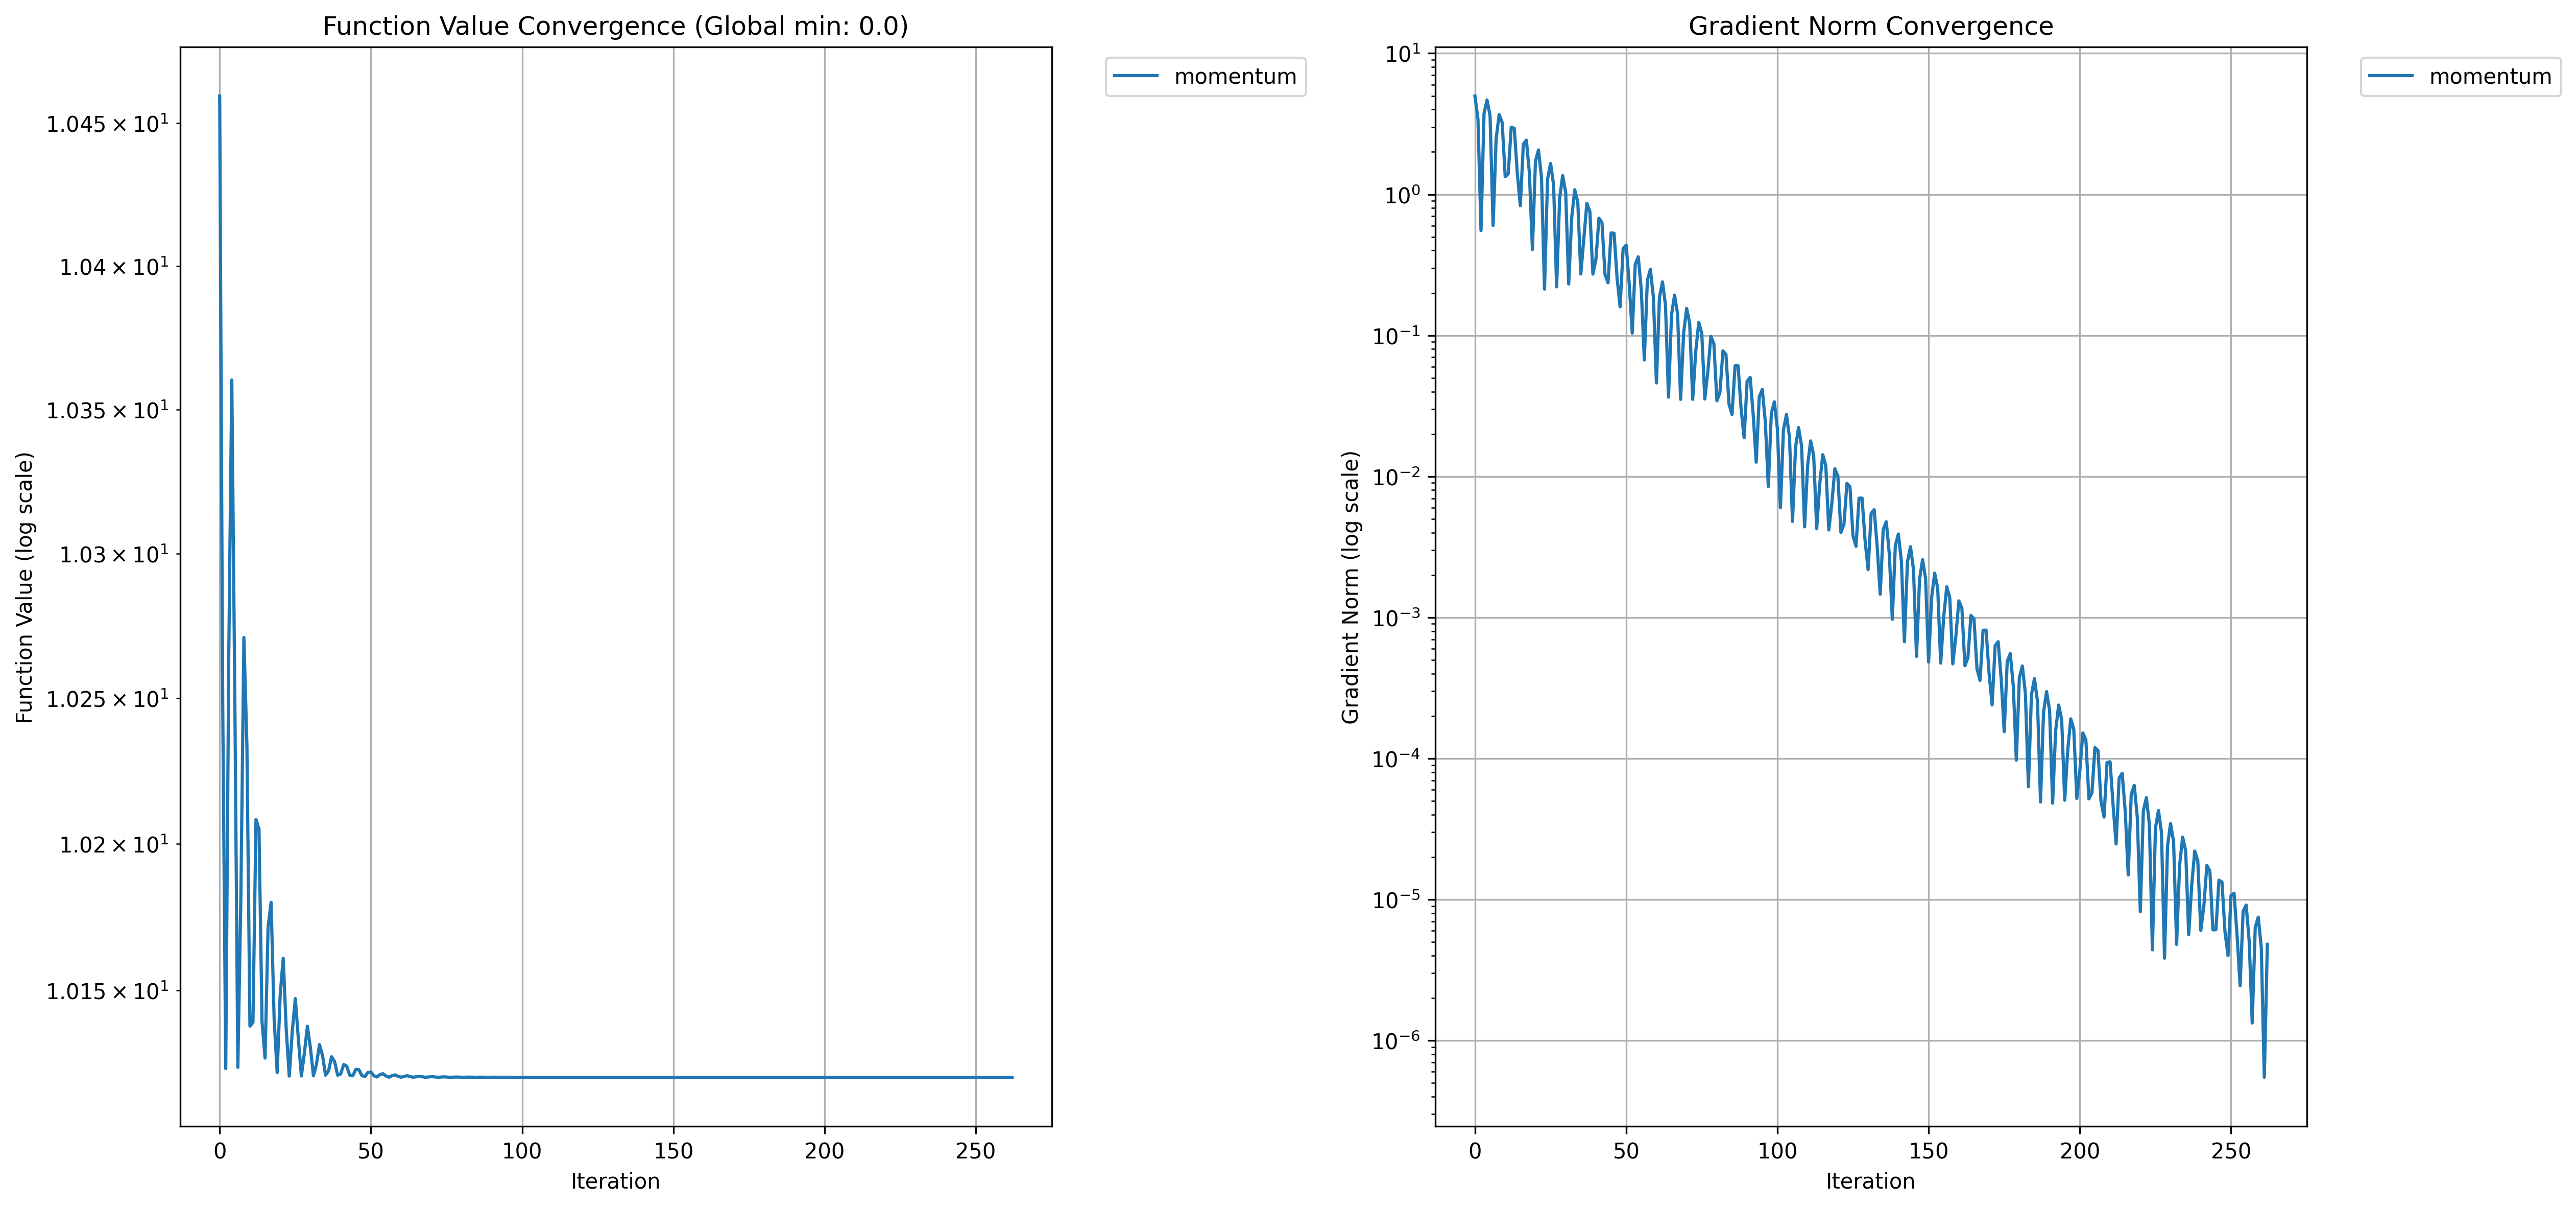 Function Value Convergence (Global min: 0.0)
Function Value (log scale)
1.045 × 10¹
1.04 × 10¹
1.035 × 10¹
1.03 × 10¹
1.025 × 10¹
1.02 × 10¹
1.015 × 10¹
0 50 100 150 200 250
Iteration
momentum
Gradient Norm Convergence
Gradient Norm (log scale)
10¹
10⁰
10⁻¹
10⁻²
10⁻³
10⁻⁴
10⁻⁵
10⁻⁶
0 50 100 150 200 250
Iteration
momentum